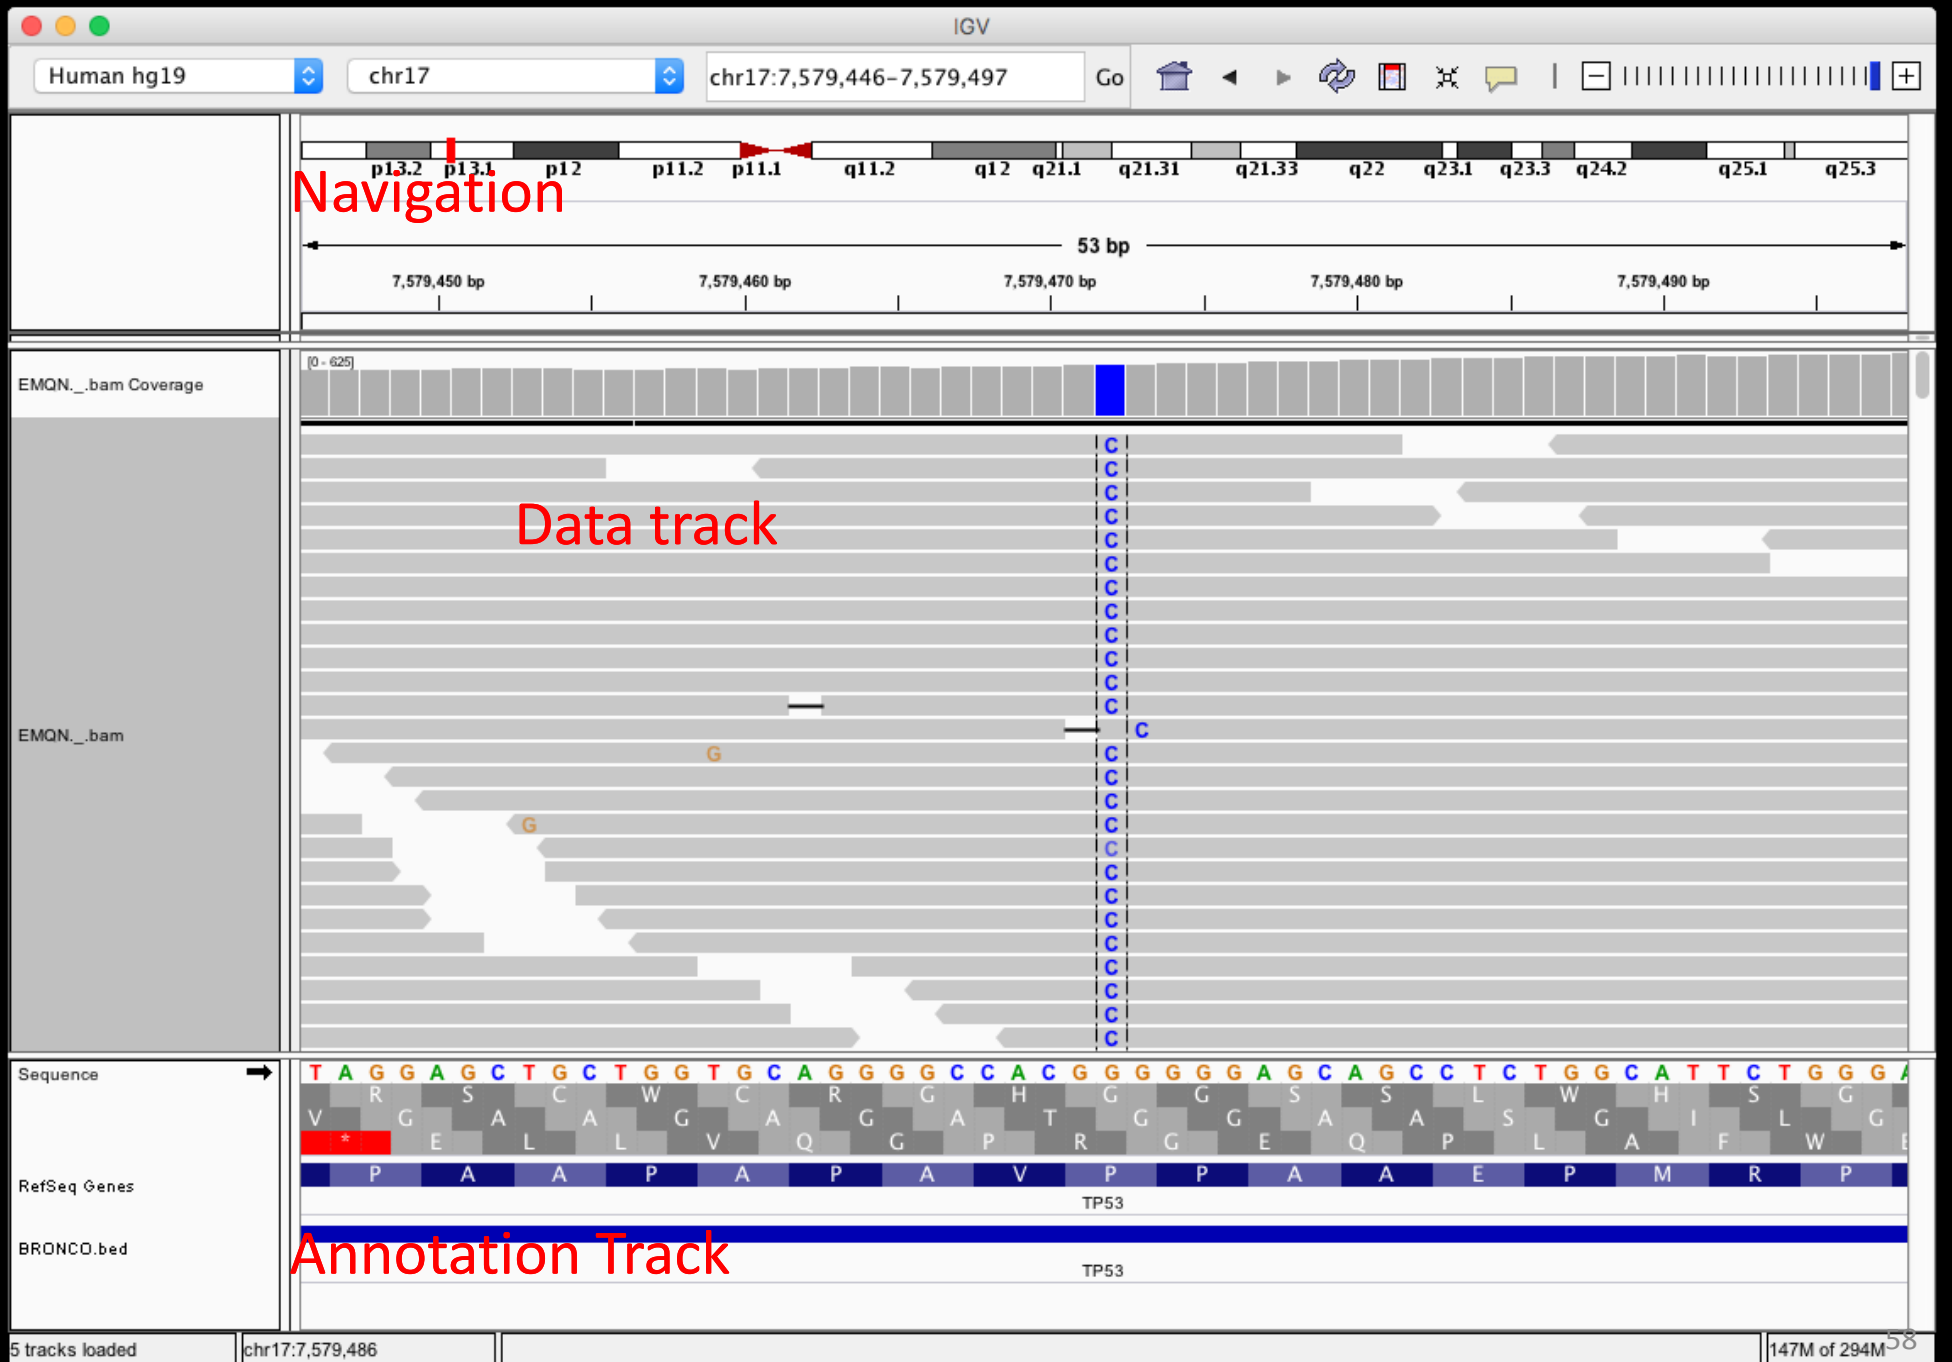 IGV
Human hg19 chr17 chr17:7,579,446-7,579,497 Go
p13.2 p13.1 p12 p11.2 p11.1 q11.2 q12 q21.1 q21.31 q21.33 q22 q23.1 q23.3 q24.2 q25.1 q25.3
Navigation
53 bp
7,579,450 bp 7,579,460 bp 7,579,470 bp 7,579,480 bp 7,579,490 bp
[0 - 625]
EMQN._.bam Coverage
C
C
C
C
Data track
C
C
C
C
C
C
C
C
EMQN._.bam
C
G C
C
C
G C
C
C
C
C
C
C
C
C
C
Sequence T A G G A G C T G C T G G T G C A G G G G C C A C G G G G G G A G C A G C C T C T G G C A T T C T G G G A
R S C W C R G H G G S S L W H S G
V G A A G A G A T G G A A S G I L G
* E L L V Q G P R G E Q P L A F W E
RefSeq Genes P A A P A P A V P P A A E P M R P
TP53
BRONCO.bed
Annotation Track
TP53
5 tracks loaded chr17:7,579,486 147M of 294M 58